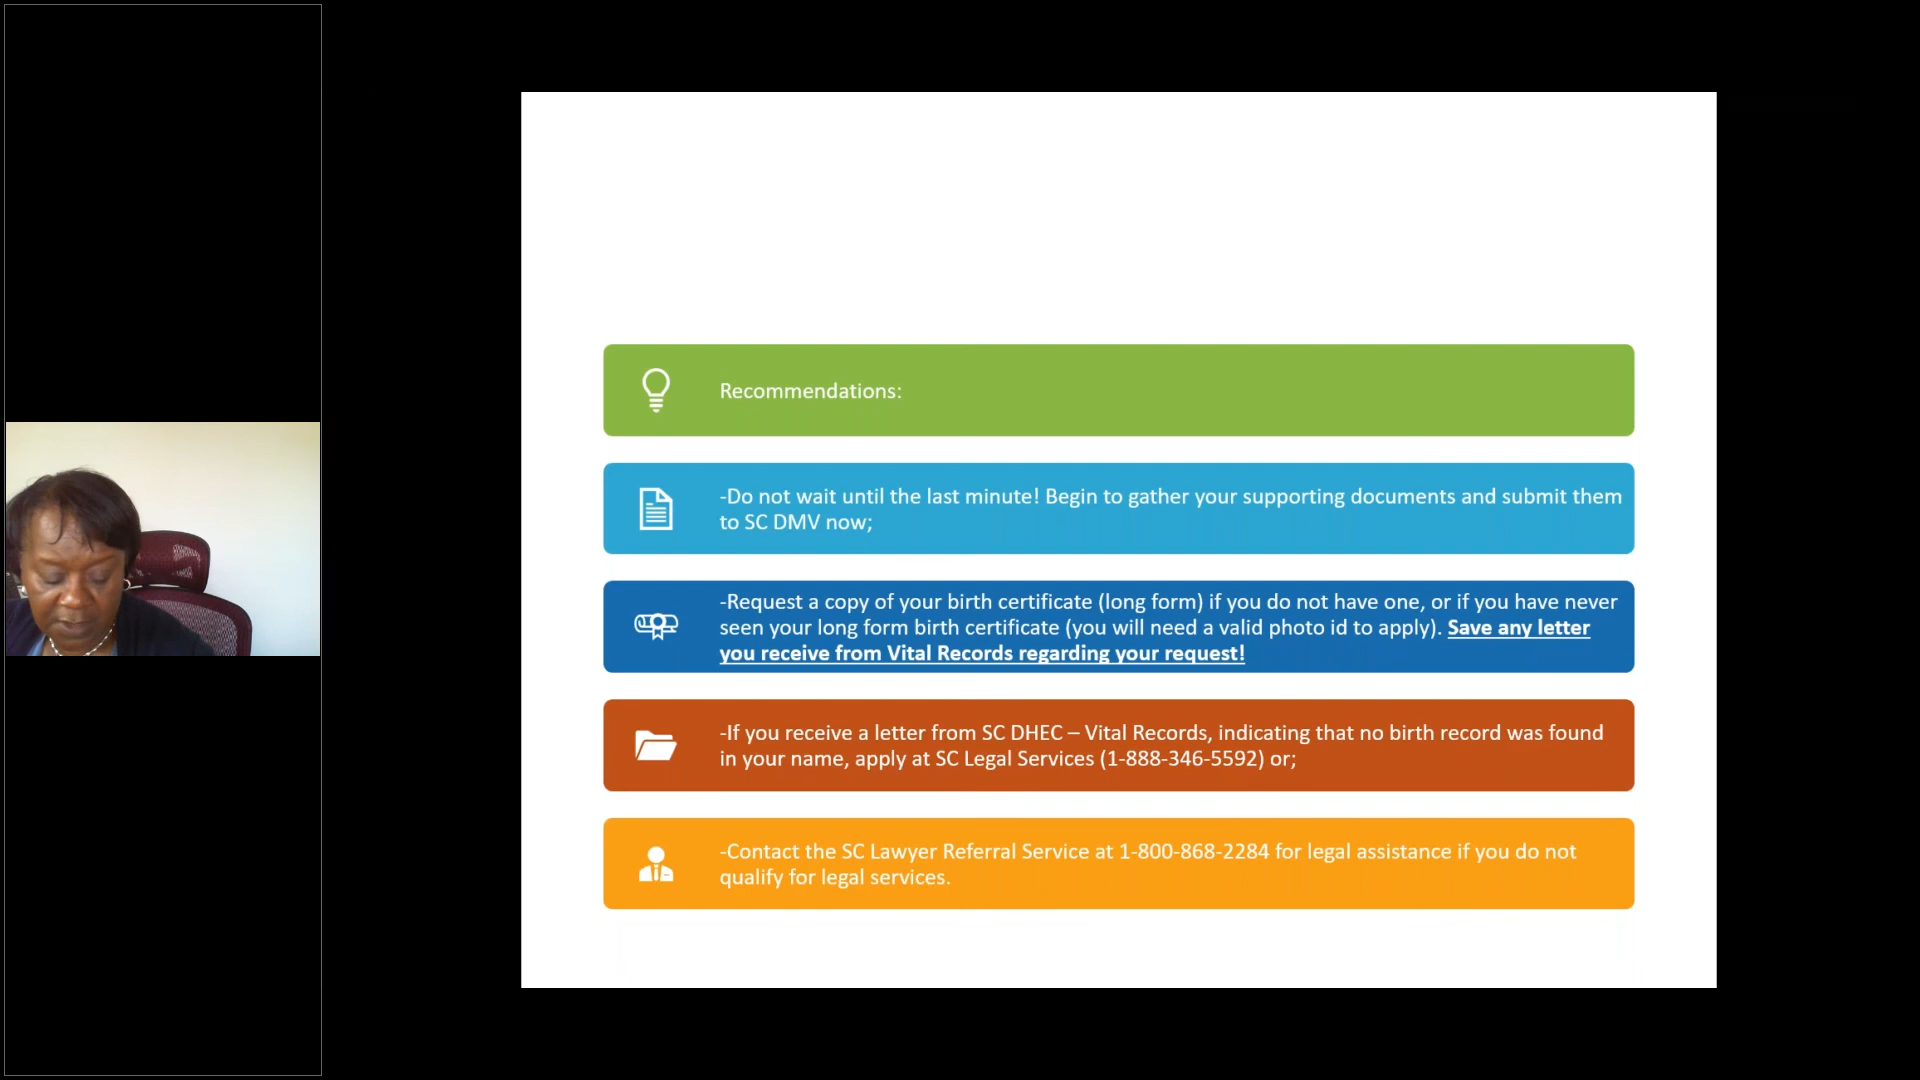 Recommendations:
-Do not wait until the last minute! Begin to gather your supporting documents and submit them
to SC DMV now;
-Request a copy of your birth certificate (long form) if you do not have one, or if you have never
seen your long form birth certificate (you will need a valid photo id to apply). Save any letter
you receive from Vital Records regarding your request!
-If you receive a letter from SC DHEC – Vital Records, indicating that no birth record was found
in your name, apply at SC Legal Services (1-888-346-5592) or;
-Contact the SC Lawyer Referral Service at 1-800-868-2284 for legal assistance if you do not
qualify for legal services.